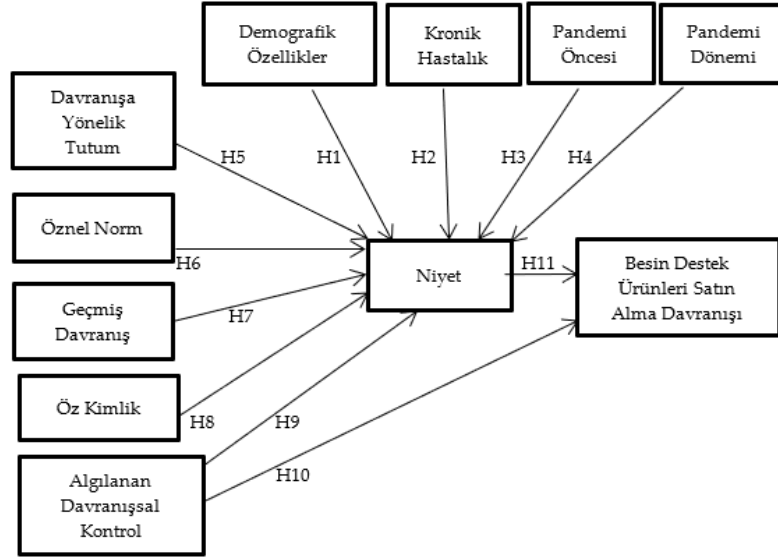 Demografik
Özellikler
Kronik
Hastalık
Pandemi
Öncesi
Pandemi
Dönemi
Davranışa
Yönelik
Tutum
H5
H1
H2
H3
H4
Öznel Norm
H6
Niyet
H11
Besin Destek
Ürünleri Satın
Alma Davranışı
Geçmiş
Davranış
H7
Öz Kimlik
H8
H9
H10
Algılanan
Davranışsal
Kontrol